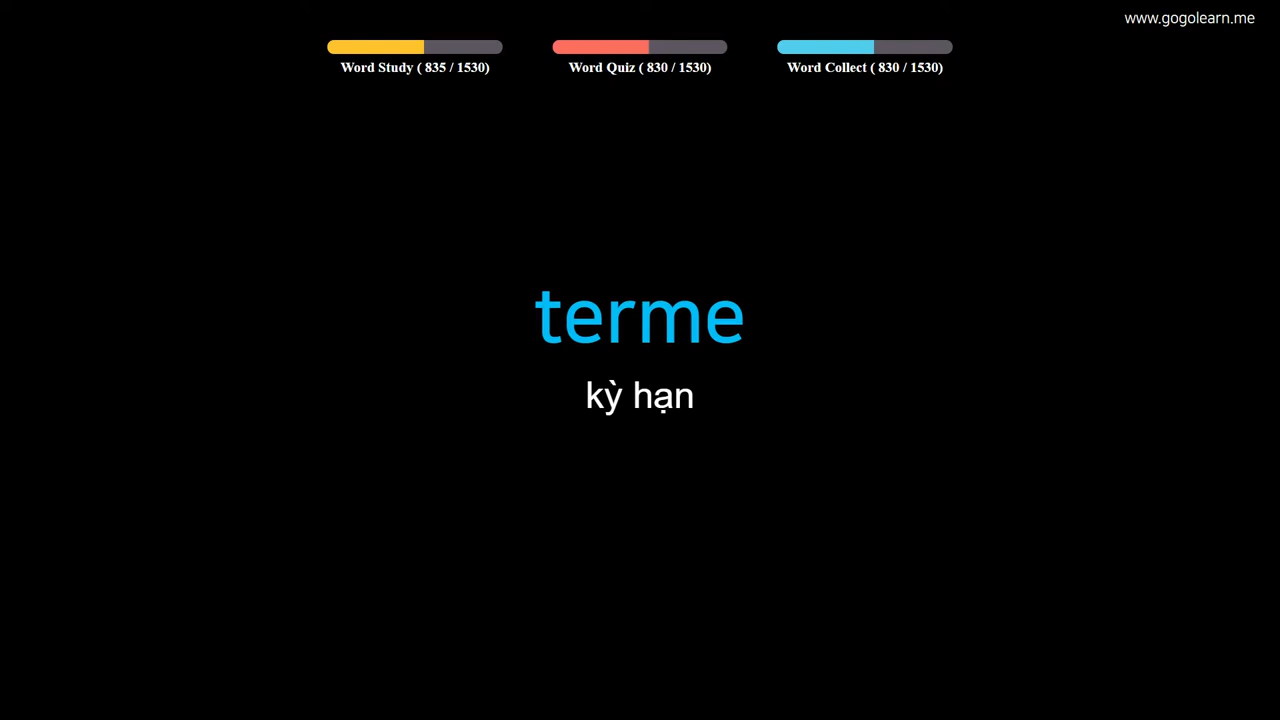 www.gogolearn.me
Word Study ( 835 / 1530)
Word Quiz ( 830 / 1530)
Word Collect ( 830 / 1530)
terme
kỳ hạn